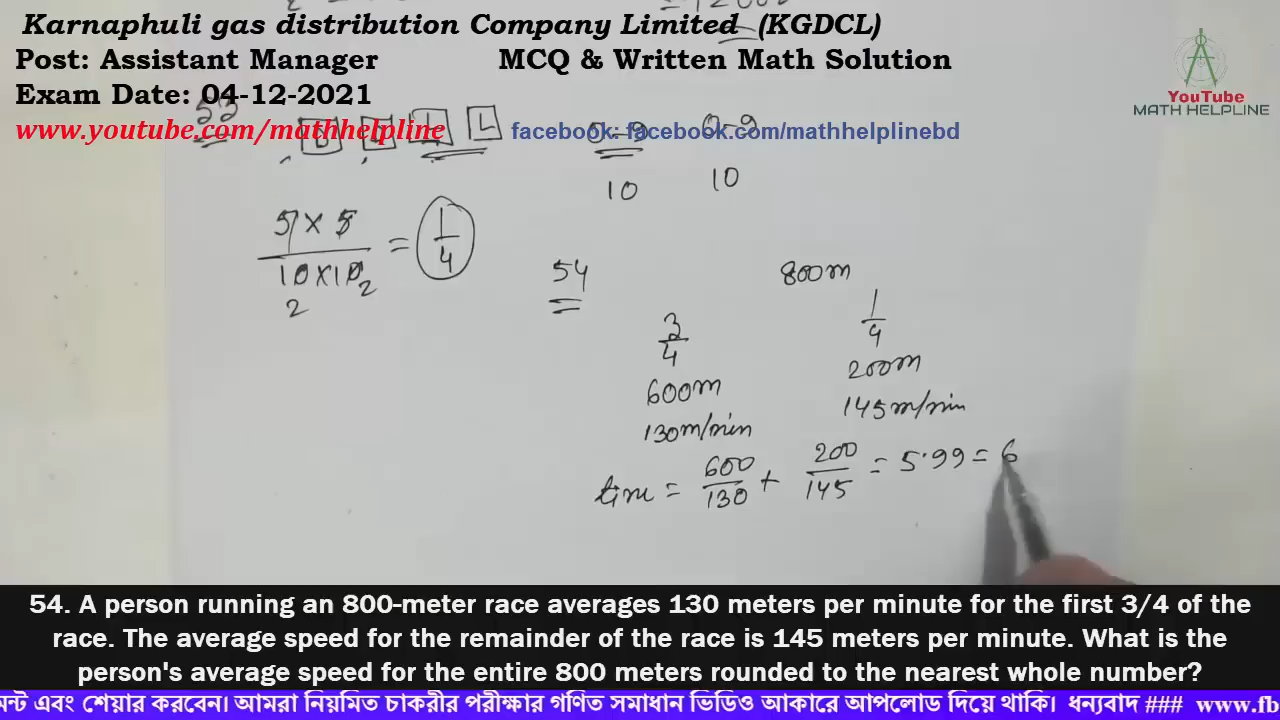 Karnaphuli gas distribution Company Limited (KGDCL)
Post: Assistant Manager MCQ & Written Math Solution
Exam Date: 04-12-2021
www.youtube.com/mathhelpline facebook: facebook.com/mathhelplinebd
YouTube
MATH HELPLINE
53
0-9 0-9
10 10
5 × 5 / 10 × 10 = 1/4
2 2
54 800m
3/4 1/4
600m 200m
130m/min 145m/min
time = 600/130 + 200/145 = 5.99 = 6
54. A person running an 800-meter race averages 130 meters per minute for the first 3/4 of the
race. The average speed for the remainder of the race is 145 meters per minute. What is the
person's average speed for the entire 800 meters rounded to the nearest whole number?
এবং শেয়ার করবেন। আমরা নিয়মিত চাকরীর পরীক্ষার গণিত সমাধান ভিডিও আকারে আপলোড দিয়ে থাকি। ধন্যবাদ ### www.fb